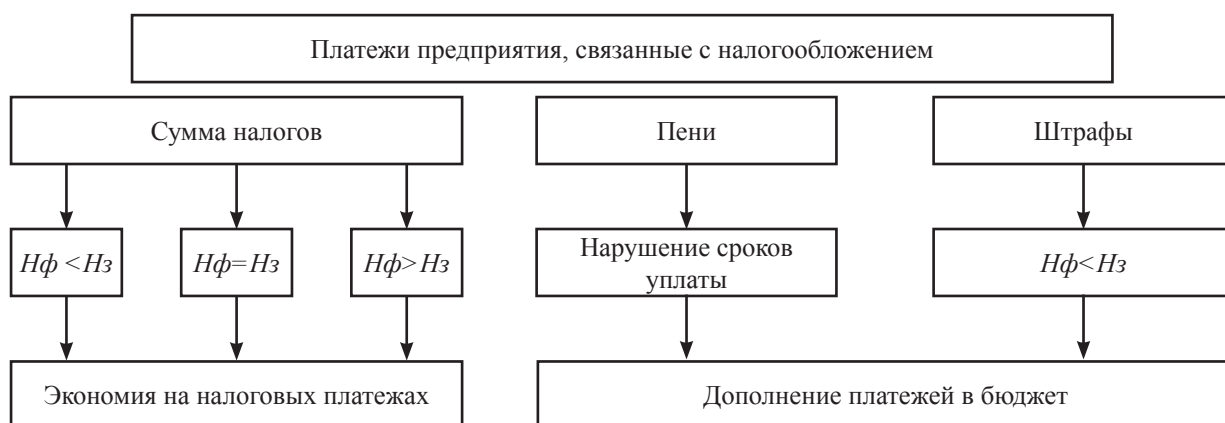 Платежи предприятия, связанные с налогообложением
Сумма налогов
Пени
Штрафы
Нф <Нз
Нф=Нз
Нф>Нз
Нарушение сроков
уплаты
Нф<Нз
Экономия на налоговых платежах
Дополнение платежей в бюджет